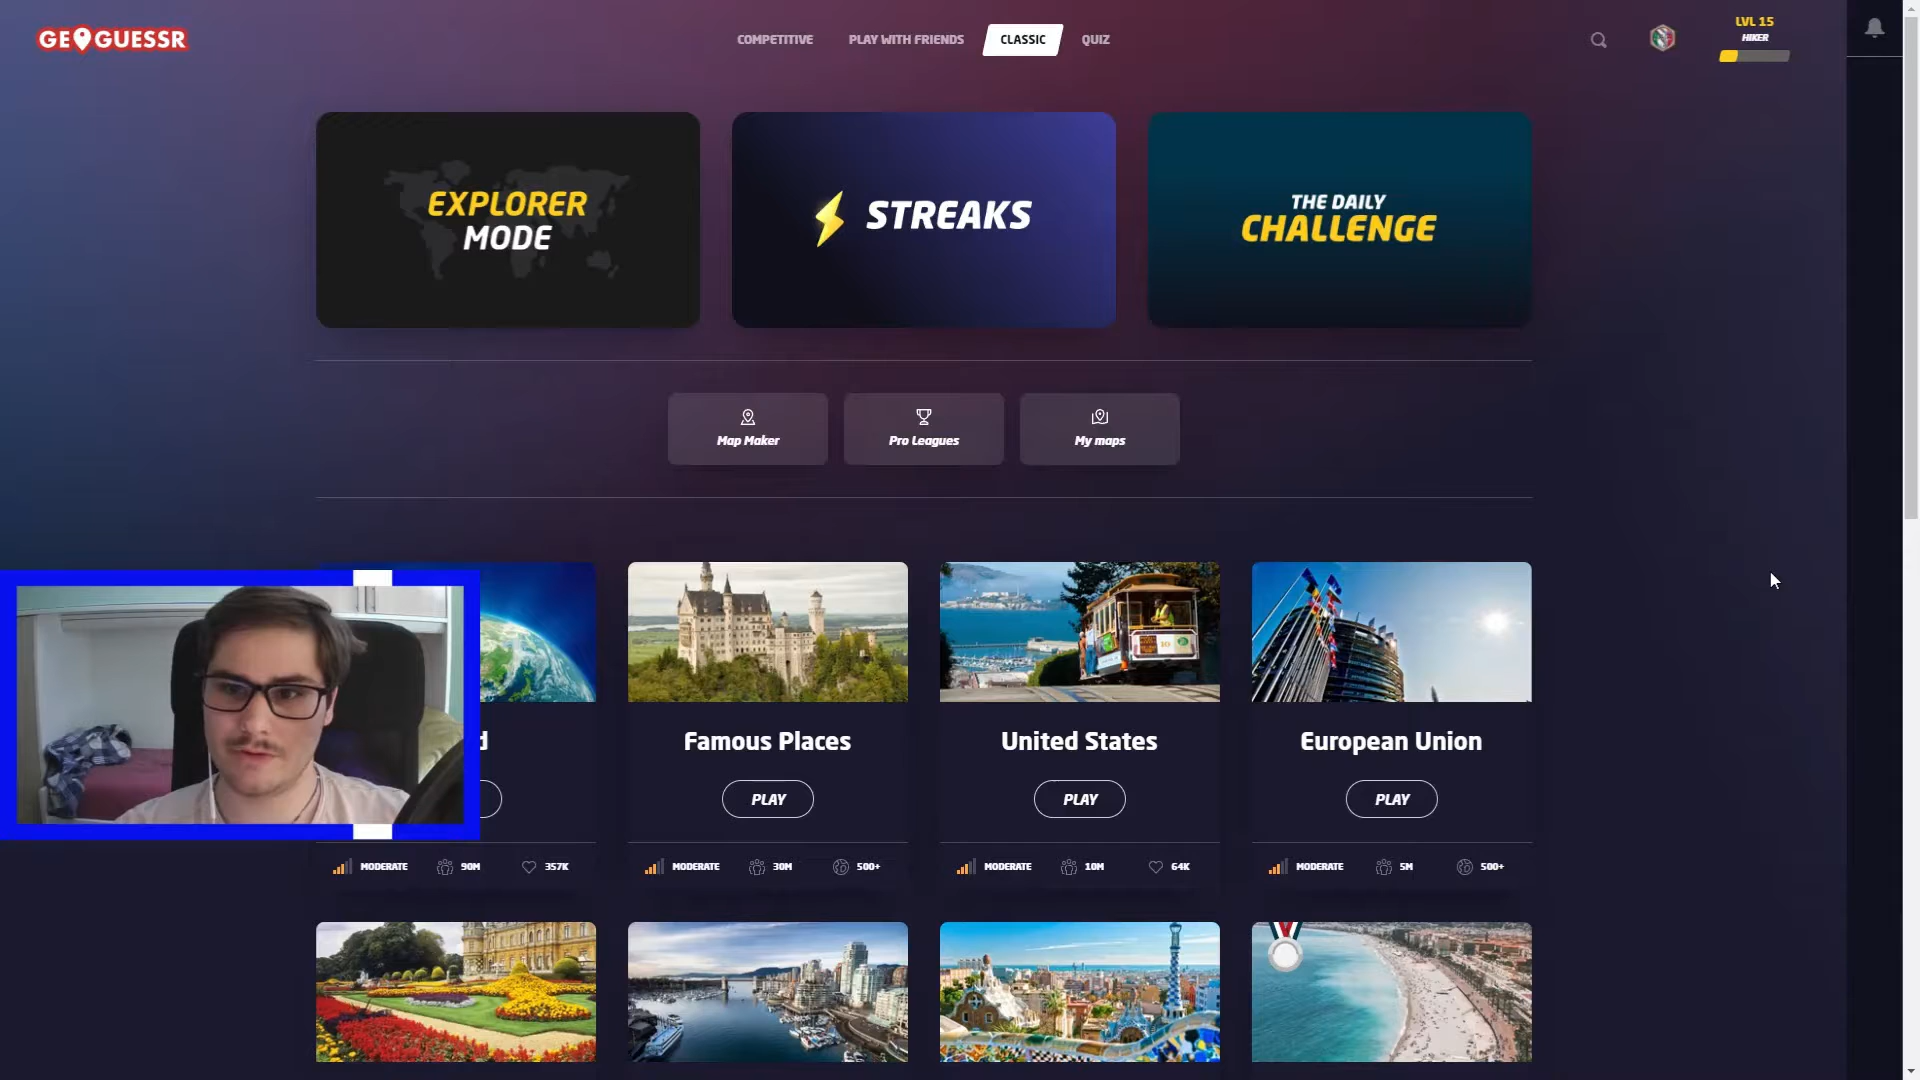 GEOGUESSR
COMPETITIVE
PLAY WITH FRIENDS
CLASSIC
QUIZ
LVL 15
HIKER
EXPLORER
MODE
STREAKS
THE DAILY
CHALLENGE
Map Maker
Pro Leagues
My maps
d
Famous Places
United States
European Union
PLAY
PLAY
PLAY
MODERATE 90M 357K
MODERATE 30M 500+
MODERATE 10M 64K
MODERATE 5M 500+